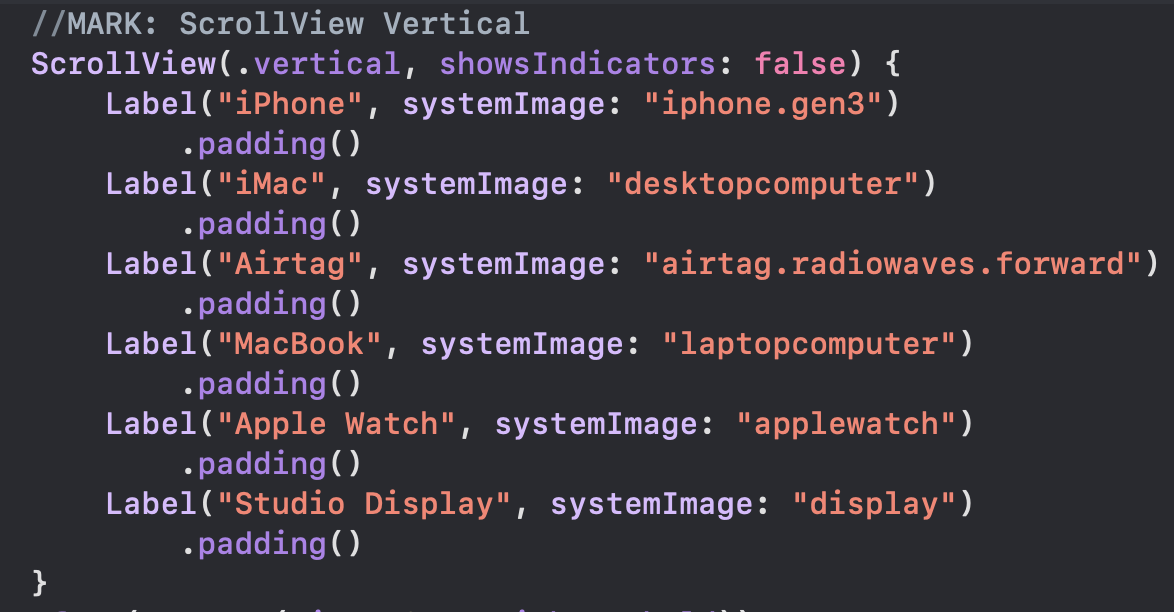 //MARK: ScrollView Vertical
ScrollView(.vertical, showsIndicators: false) {
Label("iPhone", systemImage: "iphone.gen3")
.padding()
Label("iMac", systemImage: "desktopcomputer")
.padding()
Label("Airtag", systemImage: "airtag.radiowaves.forward")
.padding()
Label("MacBook", systemImage: "laptopcomputer")
.padding()
Label("Apple Watch", systemImage: "applewatch")
.padding()
Label("Studio Display", systemImage: "display")
.padding()
}